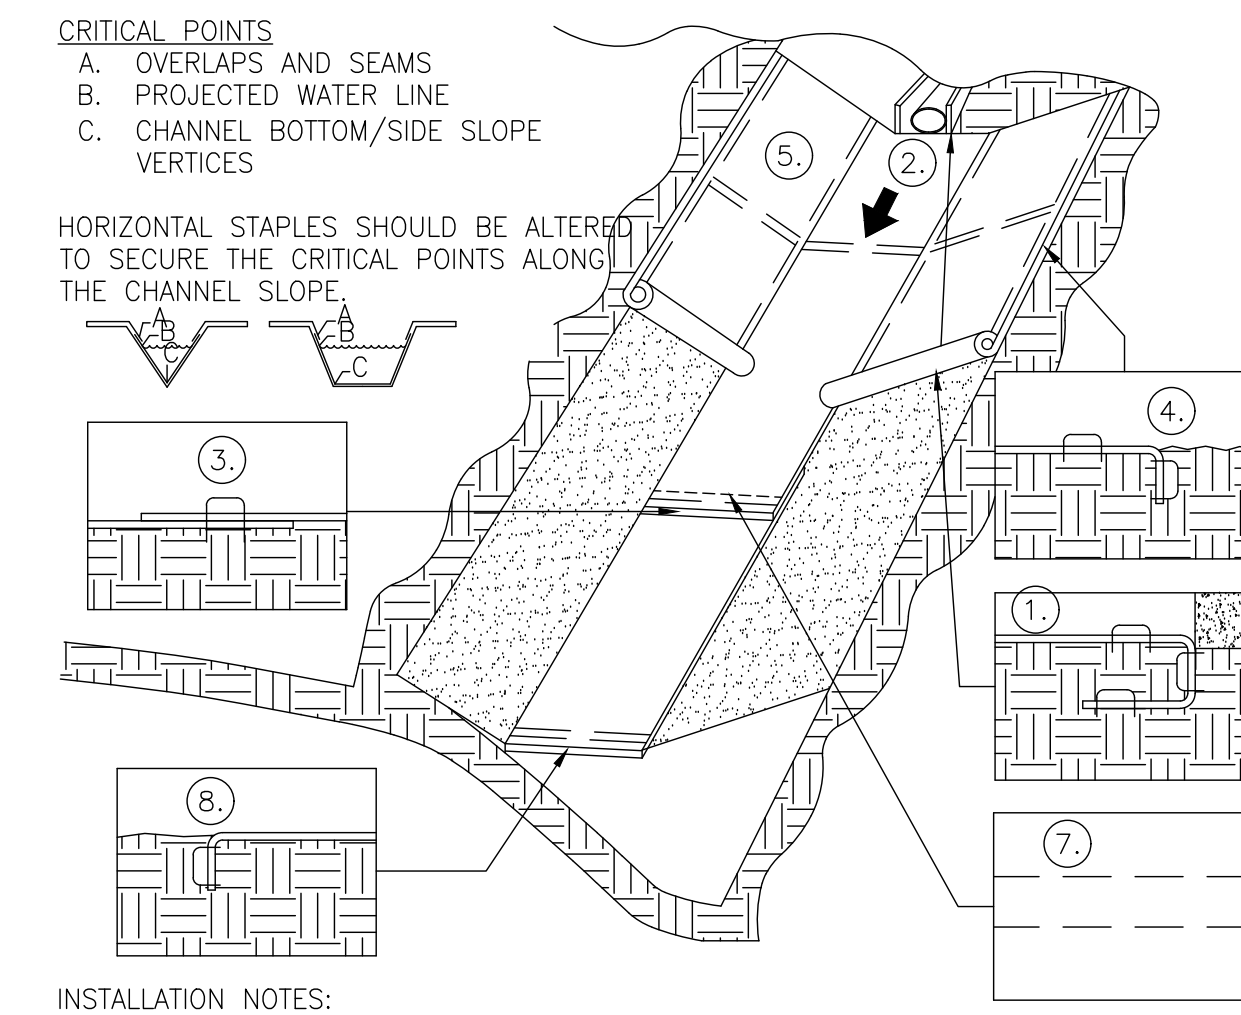 CRITICAL POINTS
A. OVERLAPS AND SEAMS
B. PROJECTED WATER LINE
C. CHANNEL BOTTOM/SIDE SLOPE
VERTICES
HORIZONTAL STAPLES SHOULD BE ALTERED
TO SECURE THE CRITICAL POINTS ALONG
THE CHANNEL SLOPE.
A
B
C
A
B
C
5.
2.
3.
4.
1.
8.
7.
INSTALLATION NOTES: